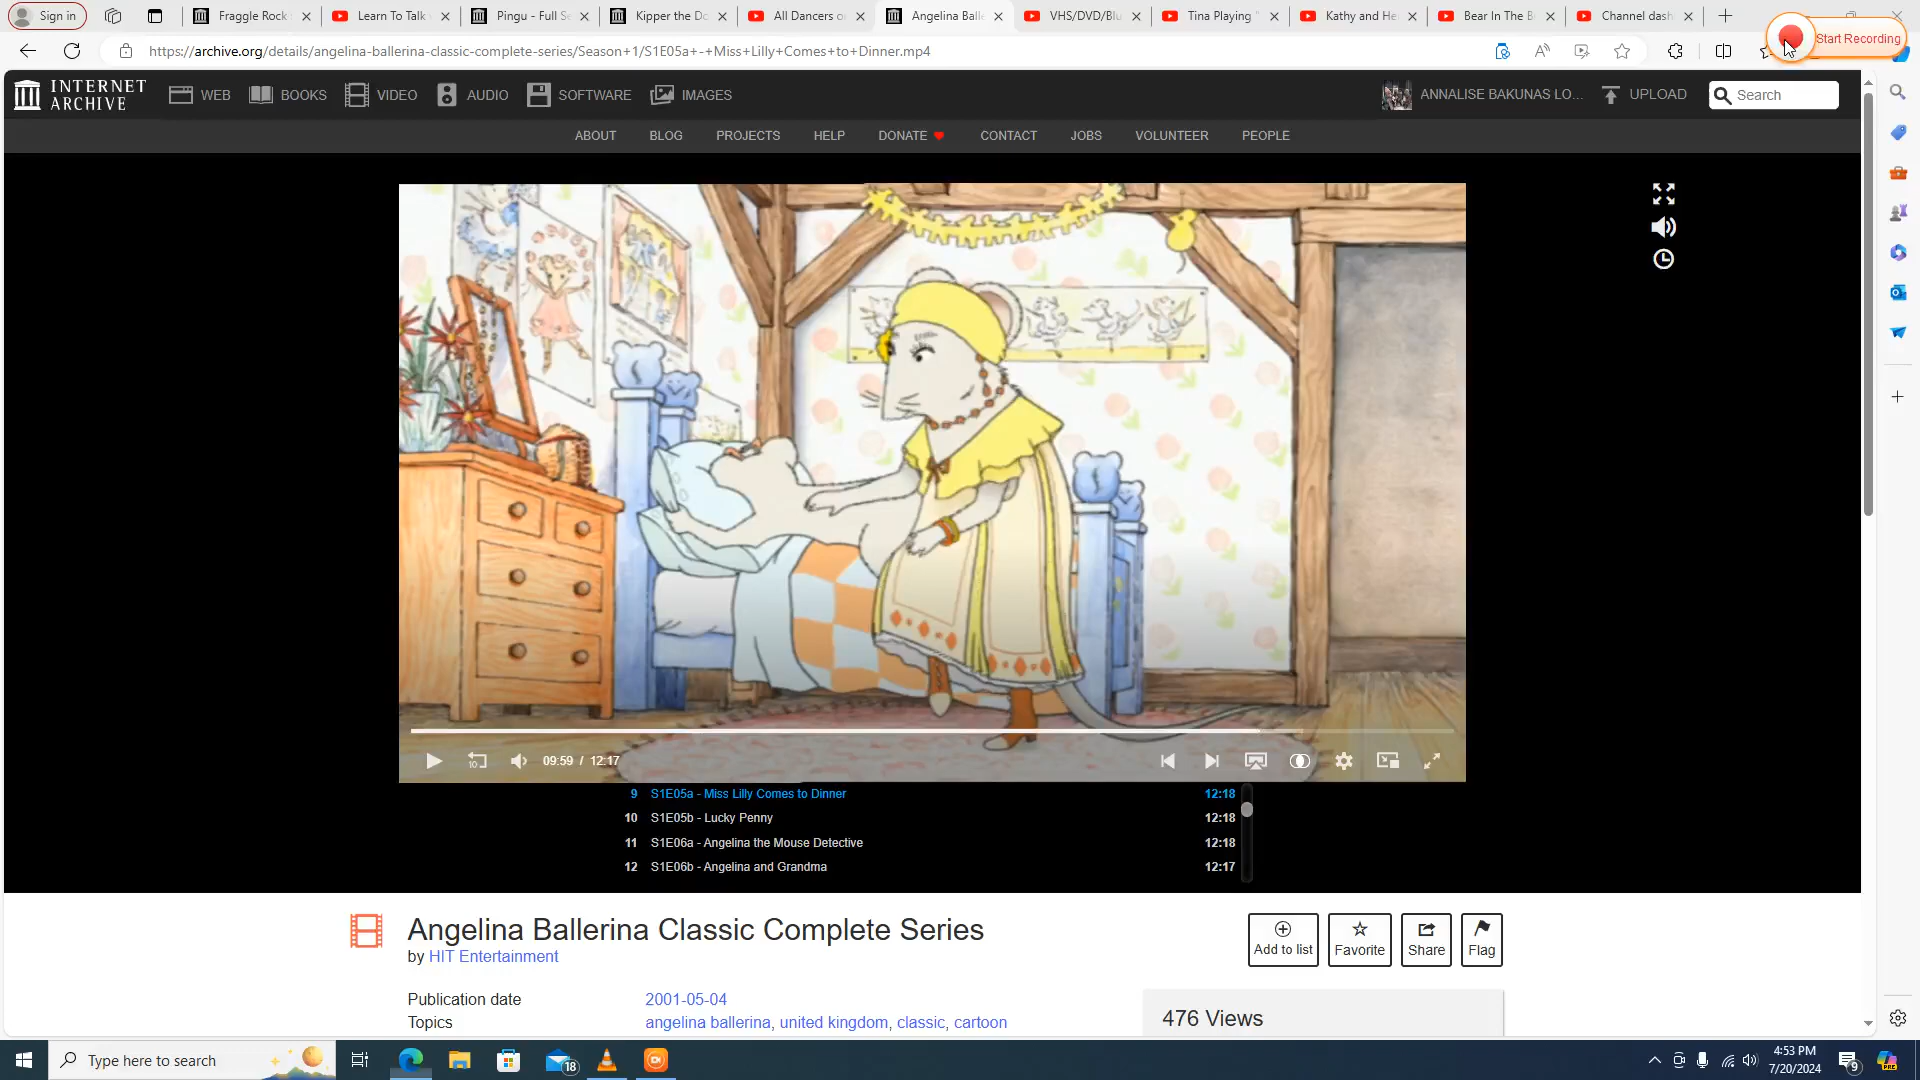 Sign in
Fraggle Rock
Learn To Talk
Pingu - Full Se
Kipper the Do
All Dancers o
Angelina Balle
VHS/DVD/Blu
Tina Playing "
Kathy and He
Bear In The B
Channel dash
Start Recording
https://archive.org/details/angelina-ballerina-classic-complete-series/Season+1/S1E05a+-+Miss+Lilly+Comes+to+Dinner.mp4
INTERNET ARCHIVE
WEB BOOKS VIDEO AUDIO SOFTWARE IMAGES
ANNALISE BAKUNAS LO... UPLOAD Search
ABOUT BLOG PROJECTS HELP DONATE CONTACT JOBS VOLUNTEER PEOPLE
10 09:59 / 12:17
9 S1E05a - Miss Lilly Comes to Dinner 12:18
10 S1E05b - Lucky Penny 12:18
11 S1E06a - Angelina the Mouse Detective 12:18
12 S1E06b - Angelina and Grandma 12:17
Angelina Ballerina Classic Complete Series
by HIT Entertainment
Add to list Favorite Share Flag
Publication date 2001-05-04
Topics angelina ballerina, united kingdom, classic, cartoon
476 Views
Type here to search
18
4:53 PM
7/20/2024
9